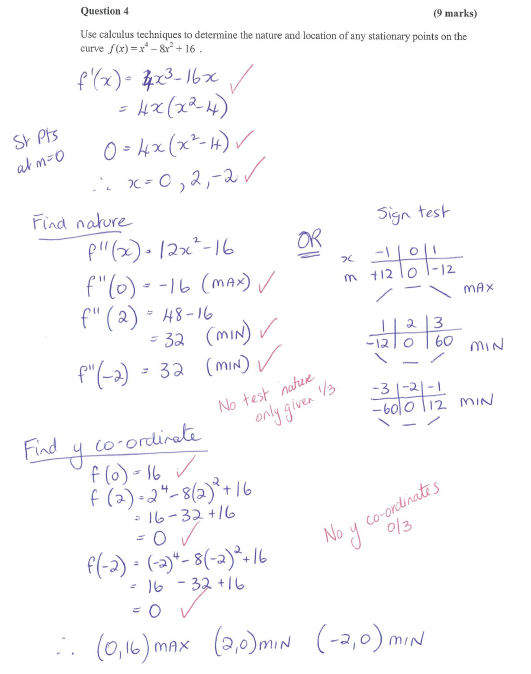 Question 4 (9 marks)
Use calculus techniques to determine the nature and location of any stationary points on the
curve f(x) = x⁴ – 8x² + 16 .
f'(x) = 4x³ - 16x ✓
= 4x(x² - 4)
St Pts
at m=0
0 = 4x(x² - 4) ✓
∴ x = 0, 2, -2 ✓
Find nature
f"(x) = 12x² - 16
f"(0) = -16 (MAX) ✓
f"(2) = 48 - 16
= 32 (MIN) ✓
f"(-2) = 32 (MIN) ✓
No test nature
only given 1/3
OR
Sign test
x -1 | 0 | 1
m +12 | 0 | -12
/ — \ MAX
1 | 2 | 3
-12 | 0 | 60 MIN
\ — /
-3 | -2 | -1
-60 | 0 | 12 MIN
\ — /
Find y co-ordinate
f(0) = 16 ✓
f(2) = 2⁴ - 8(2)² + 16
= 16 - 32 + 16
= 0 ✓
f(-2) = (-2)⁴ - 8(-2)² + 16
= 16 - 32 + 16
= 0 ✓
No y co-ordinates
0/3
∴ (0,16) MAX (2,0) MIN (-2,0) MIN